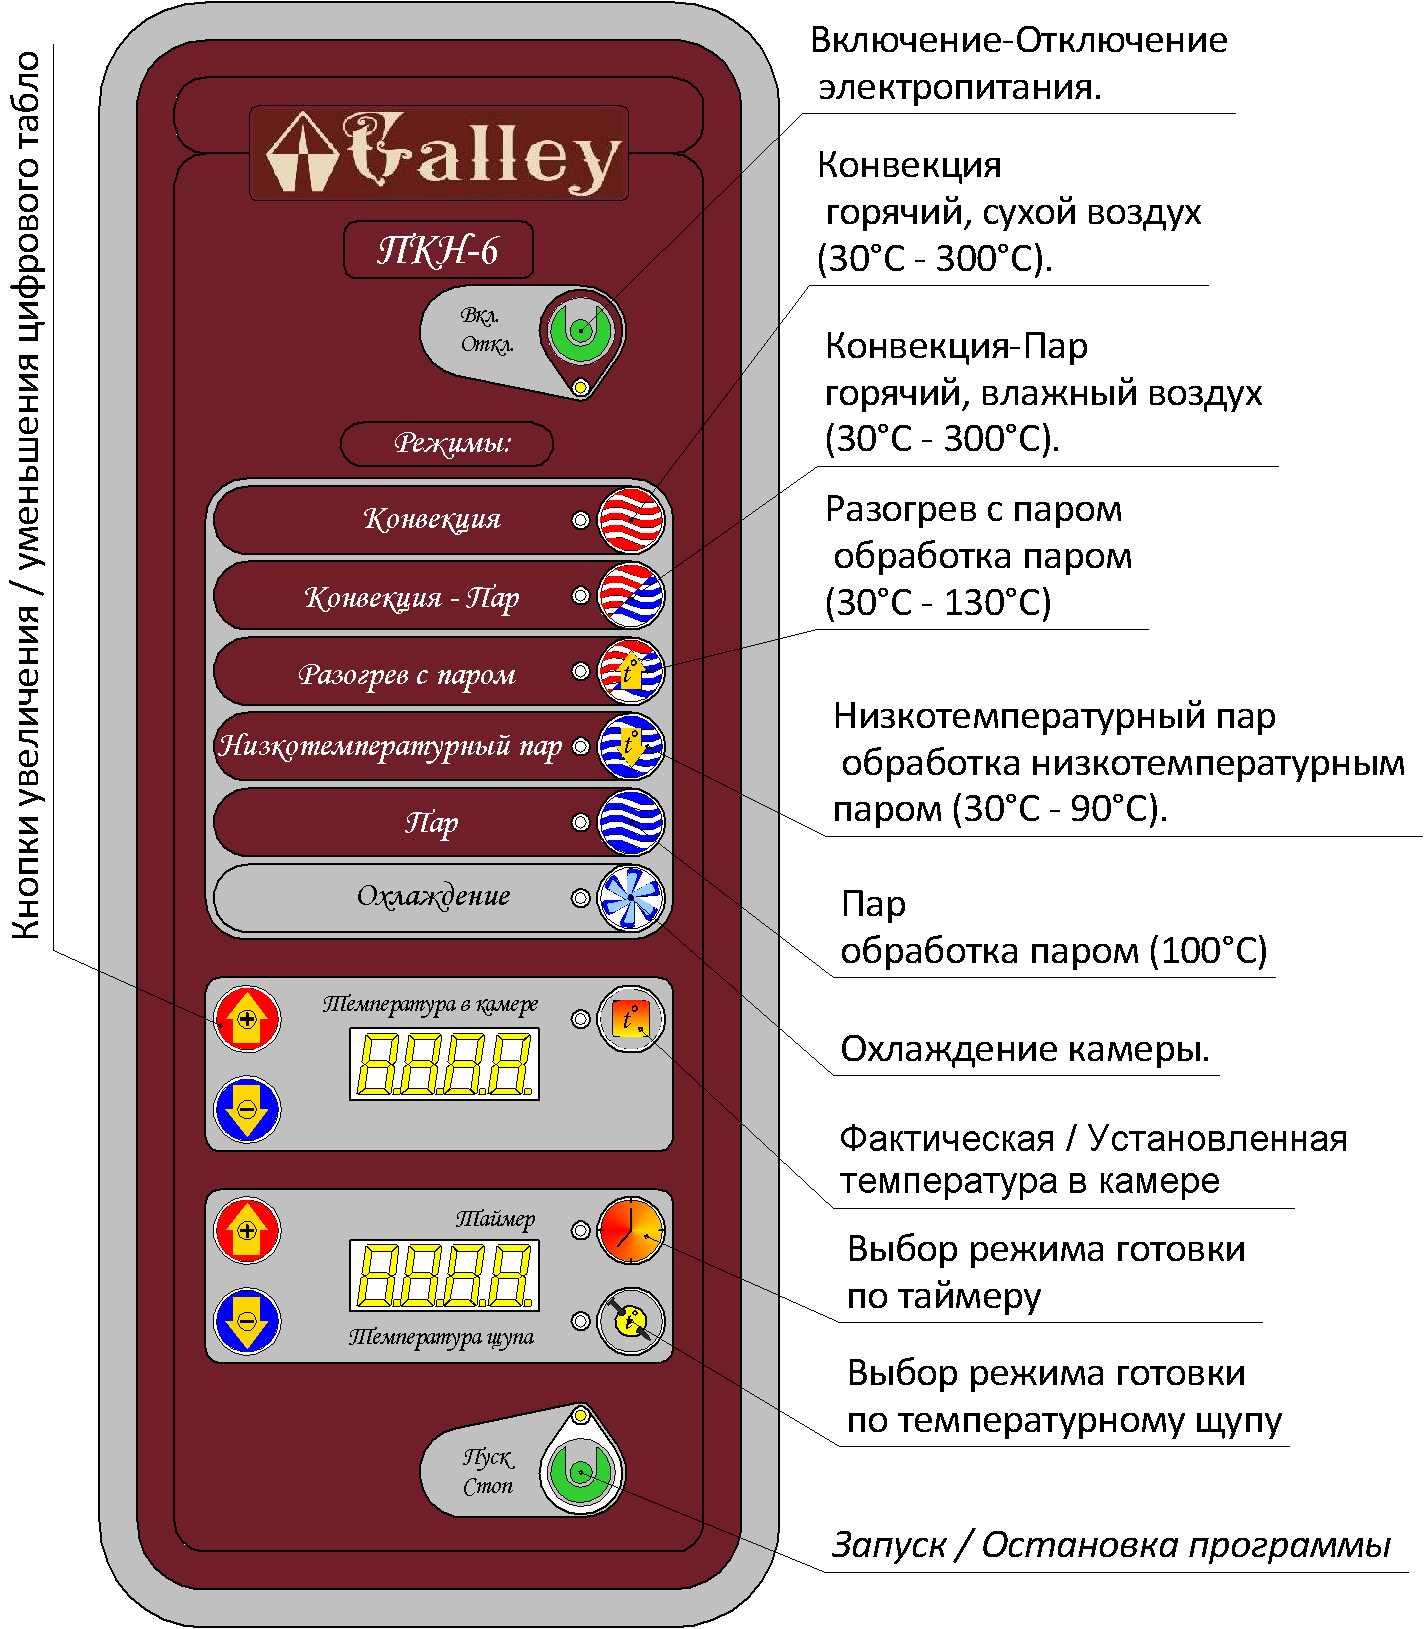 Кнопки увеличения / уменьшения цифрового табло
Galley
ПКН-6
Вкл.
Откл.
Режимы:
Конвекция
Конвекция - Пар
Разогрев с паром
Низкотемпературный пар
Пар
Охлаждение
Температура в камере
t°
Таймер
Температура щупа
t°
Пуск
Стоп
Включение-Отключение
электропитания.
Конвекция
горячий, сухой воздух
(30°С - 300°С).
Конвекция-Пар
горячий, влажный воздух
(30°С - 300°С).
Разогрев с паром
обработка паром
(30°С - 130°С)
Низкотемпературный пар
обработка низкотемпературным
паром (30°С - 90°С).
Пар
обработка паром (100°С)
Охлаждение камеры.
Фактическая / Установленная
температура в камере
Выбор режима готовки
по таймеру
Выбор режима готовки
по температурному щупу
Запуск / Остановка программы